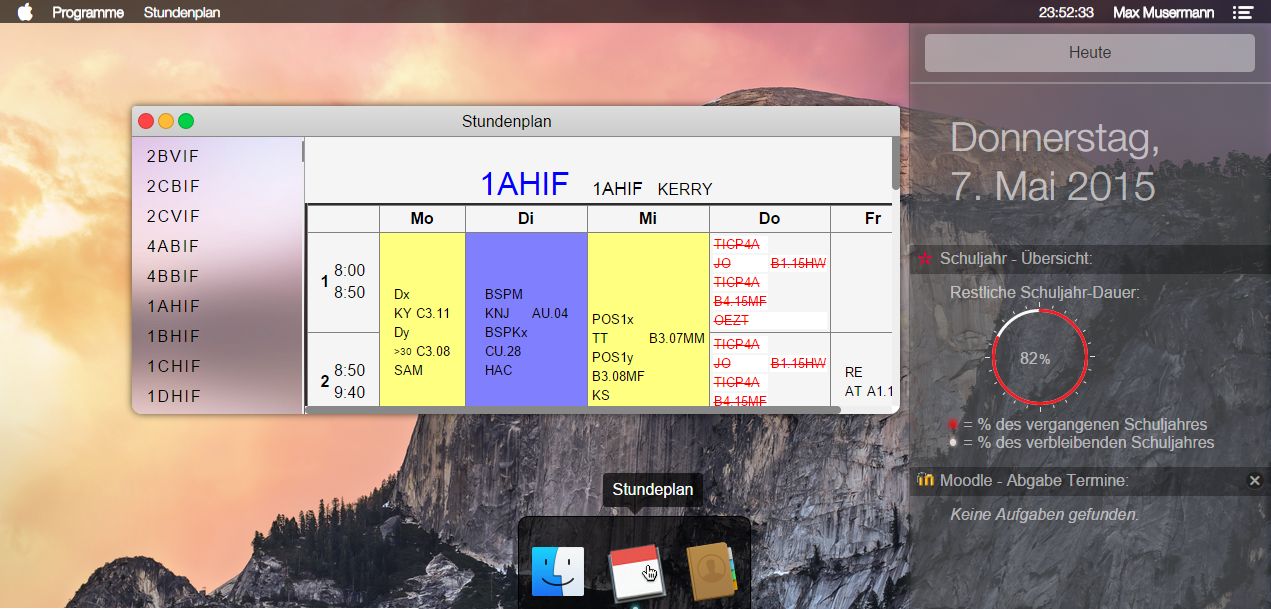 Programme Stundenplan 23:52:33 Max Musermann
Heute
Donnerstag,
7. Mai 2015
Schuljahr - Übersicht:
Restliche Schuljahr-Dauer:
82%
= % des vergangenen Schuljahres
= % des verbleibenden Schuljahres
Moodle - Abgabe Termine:
Keine Aufgaben gefunden.
Stundenplan
2BVIF
2CBIF
2CVIF
4ABIF
4BBIF
1AHIF
1BHIF
1CHIF
1DHIF
1AHIF 1AHIF KERRY
Mo Di Mi Do Fr
1
8:00
8:50
2
8:50
9:40
Dx
KY C3.11
Dy
>30 C3.08
SAM
BSPM
KNJ AU.04
BSPKx
CU.28
HAC
POS1x
TT B3.07MM
POS1y
B3.08MF
KS
TICP4A
JO B1.15HW
TICP4A
B4.15MF
OEZT
TICP4A
JO B1.15HW
TICP4A
B4.15MF
RE
AT A1.1
Stundeplan